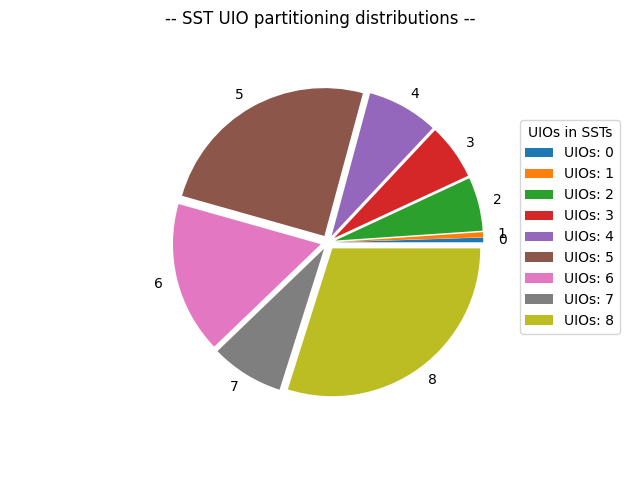 -- SST UIO partitioning distributions --
5
4
3
2
1
0
6
7
8
UIOs in SSTs
UIOs: 0
UIOs: 1
UIOs: 2
UIOs: 3
UIOs: 4
UIOs: 5
UIOs: 6
UIOs: 7
UIOs: 8